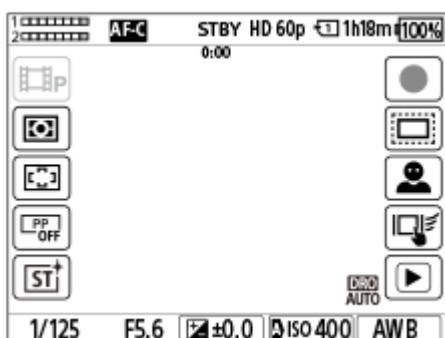 1 AF-C STBY HD 60p 1 1h18m 100%
2
0:00
P
PP
OFF
ST
DRO
AUTO
1/125 F5.6 ±0.0 ISO 400 AWB